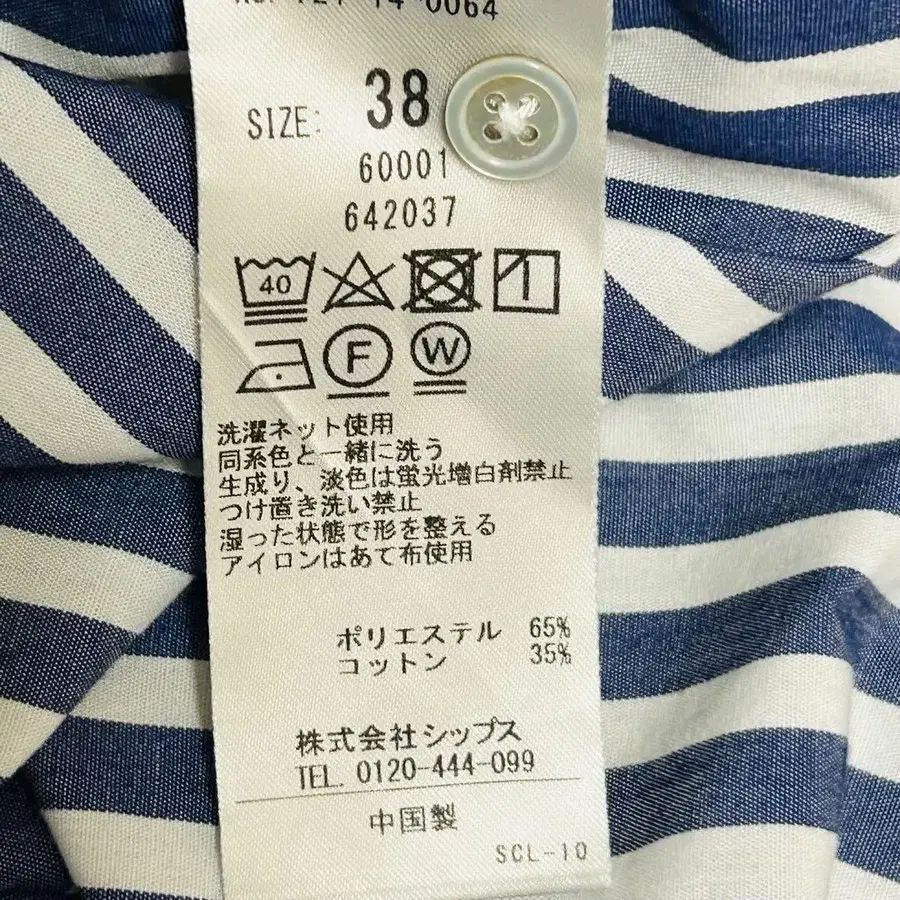 SIZE: 38
60001
642037
40
F
W
洗濯ネット使用
同系色と一緒に洗う
生成り、淡色は蛍光増白剤禁止
つけ置き洗い禁止
湿った状態で形を整える
アイロンはあて布使用
ポリエステル 65%
コットン 35%
株式会社シップス
TEL. 0120-444-099
中国製
SCL-10